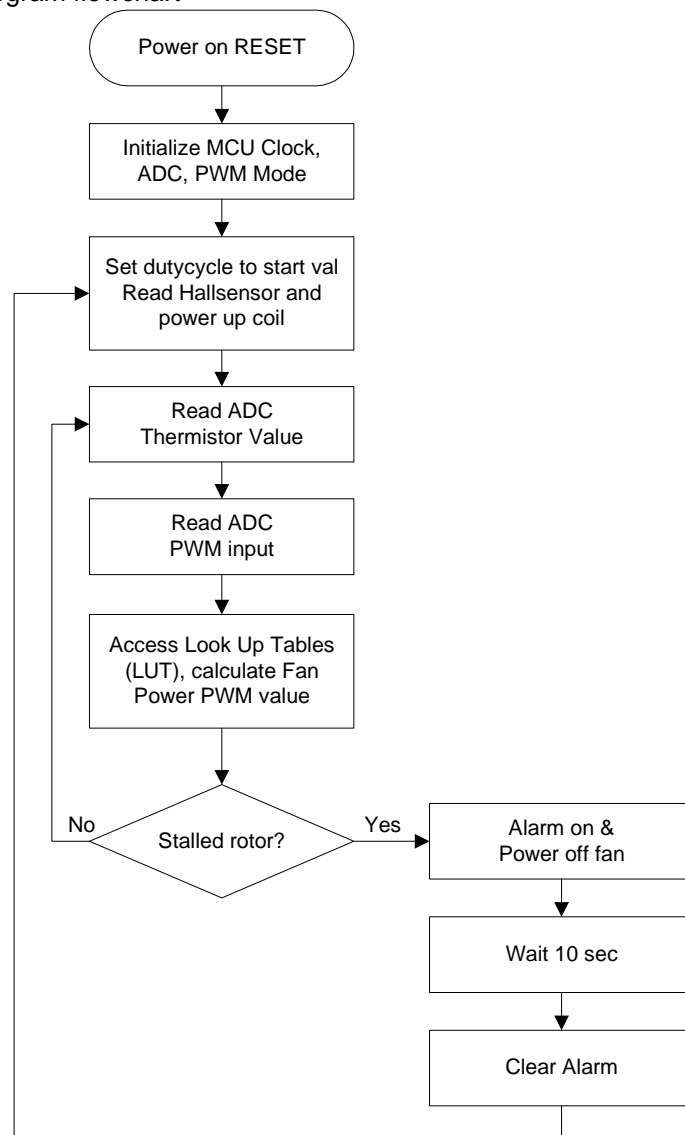 flowchart
Power on RESET
Initialize MCU Clock,
ADC, PWM Mode
Set dutycycle to start val
Read Hallsensor and
power up coil
Read ADC
Thermistor Value
Read ADC
PWM input
Access Look Up Tables
(LUT), calculate Fan
Power PWM value
No
Stalled rotor?
Yes
Alarm on &
Power off fan
Wait 10 sec
Clear Alarm